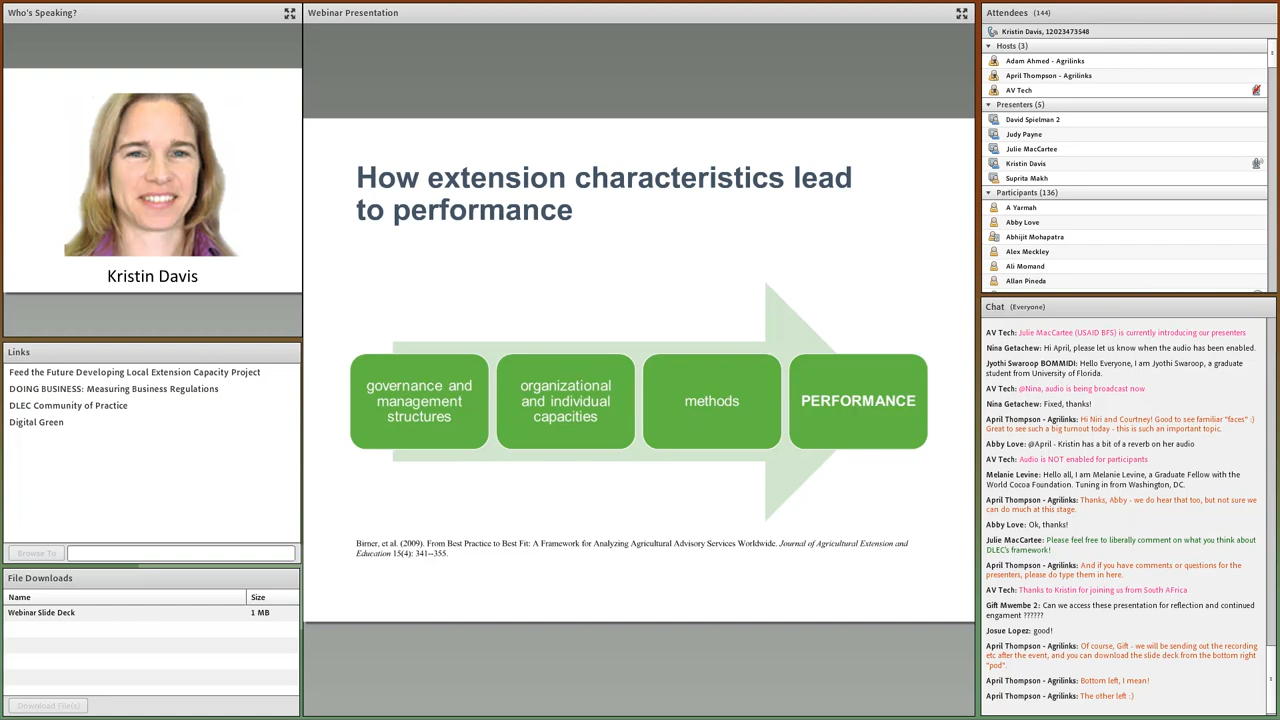 Who's Speaking?
Kristin Davis
Links
Feed the Future Developing Local Extension Capacity Project
DOING BUSINESS: Measuring Business Regulations
DLEC Community of Practice
Digital Green
Browse To
File Downloads
Name Size
Webinar Slide Deck 1 MB
Download File(s)
Webinar Presentation
How extension characteristics lead
to performance
governance and
management
structures
organizational
and individual
capacities
methods
PERFORMANCE
Birner, et al. (2009). From Best Practice to Best Fit: A Framework for Analyzing Agricultural Advisory Services Worldwide. Journal of Agricultural Extension and
Education 15(4): 341--355.
Attendees (144)
Kristin Davis, 12023473548
Hosts (3)
Adam Ahmed - Agrilinks
April Thompson - Agrilinks
AV Tech
Presenters (5)
David Spielman 2
Judy Payne
Julie MacCartee
Kristin Davis
Suprita Makh
Participants (136)
A Yarmah
Abby Love
Abhijit Mohapatra
Alex Meckley
Ali Momand
Allan Pineda
Chat (Everyone)
AV Tech: Julie MacCartee (USAID BFS) is currently introducing our presenters
Nina Getachew: Hi April, please let us know when the audio has been enabled.
Jyothi Swaroop BOMMIDI: Hello Everyone, I am Jyothi Swaroop, a graduate
student from University of Florida.
AV Tech: @Nina, audio is being broadcast now
Nina Getachew: Fixed, thanks!
April Thompson - Agrilinks: Hi Niri and Courtney! Good to see familiar "faces" :)
Great to see such a big turnout today - this is such an important topic.
Abby Love: @April - Kristin has a bit of a reverb on her audio
AV Tech: Audio is NOT enabled for participants
Melanie Levine: Hello all, I am Melanie Levine, a Graduate Fellow with the
World Cocoa Foundation. Tuning in from Washington, DC.
April Thompson - Agrilinks: Thanks, Abby - we do hear that too, but not sure we
can do much at this stage.
Abby Love: Ok, thanks!
Julie MacCartee: Please feel free to liberally comment on what you think about
DLEC's framework!
April Thompson - Agrilinks: And if you have comments or questions for the
presenters, please do type them in here.
AV Tech: Thanks to Kristin for joining us from South AFrica
Gift Mwembe 2: Can we access these presentation for reflection and continued
engament ??????
Josue Lopez: good!
April Thompson - Agrilinks: Of course, Gift - we will be sending out the recording
etc after the event, and you can download the slide deck from the bottom right
"pod".
April Thompson - Agrilinks: Bottom left, I mean!
April Thompson - Agrilinks: The other left :)